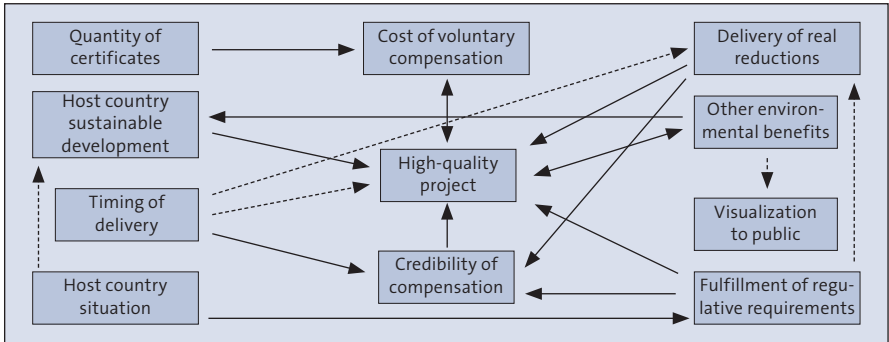 Quantity of
certificates
Cost of voluntary
compensation
Delivery of real
reductions
Host country
sustainable
development
Other environ-
mental benefits
High-quality
project
Timing of
delivery
Visualization
to public
Credibility of
compensation
Host country
situation
Fulfillment of regu-
lative requirements